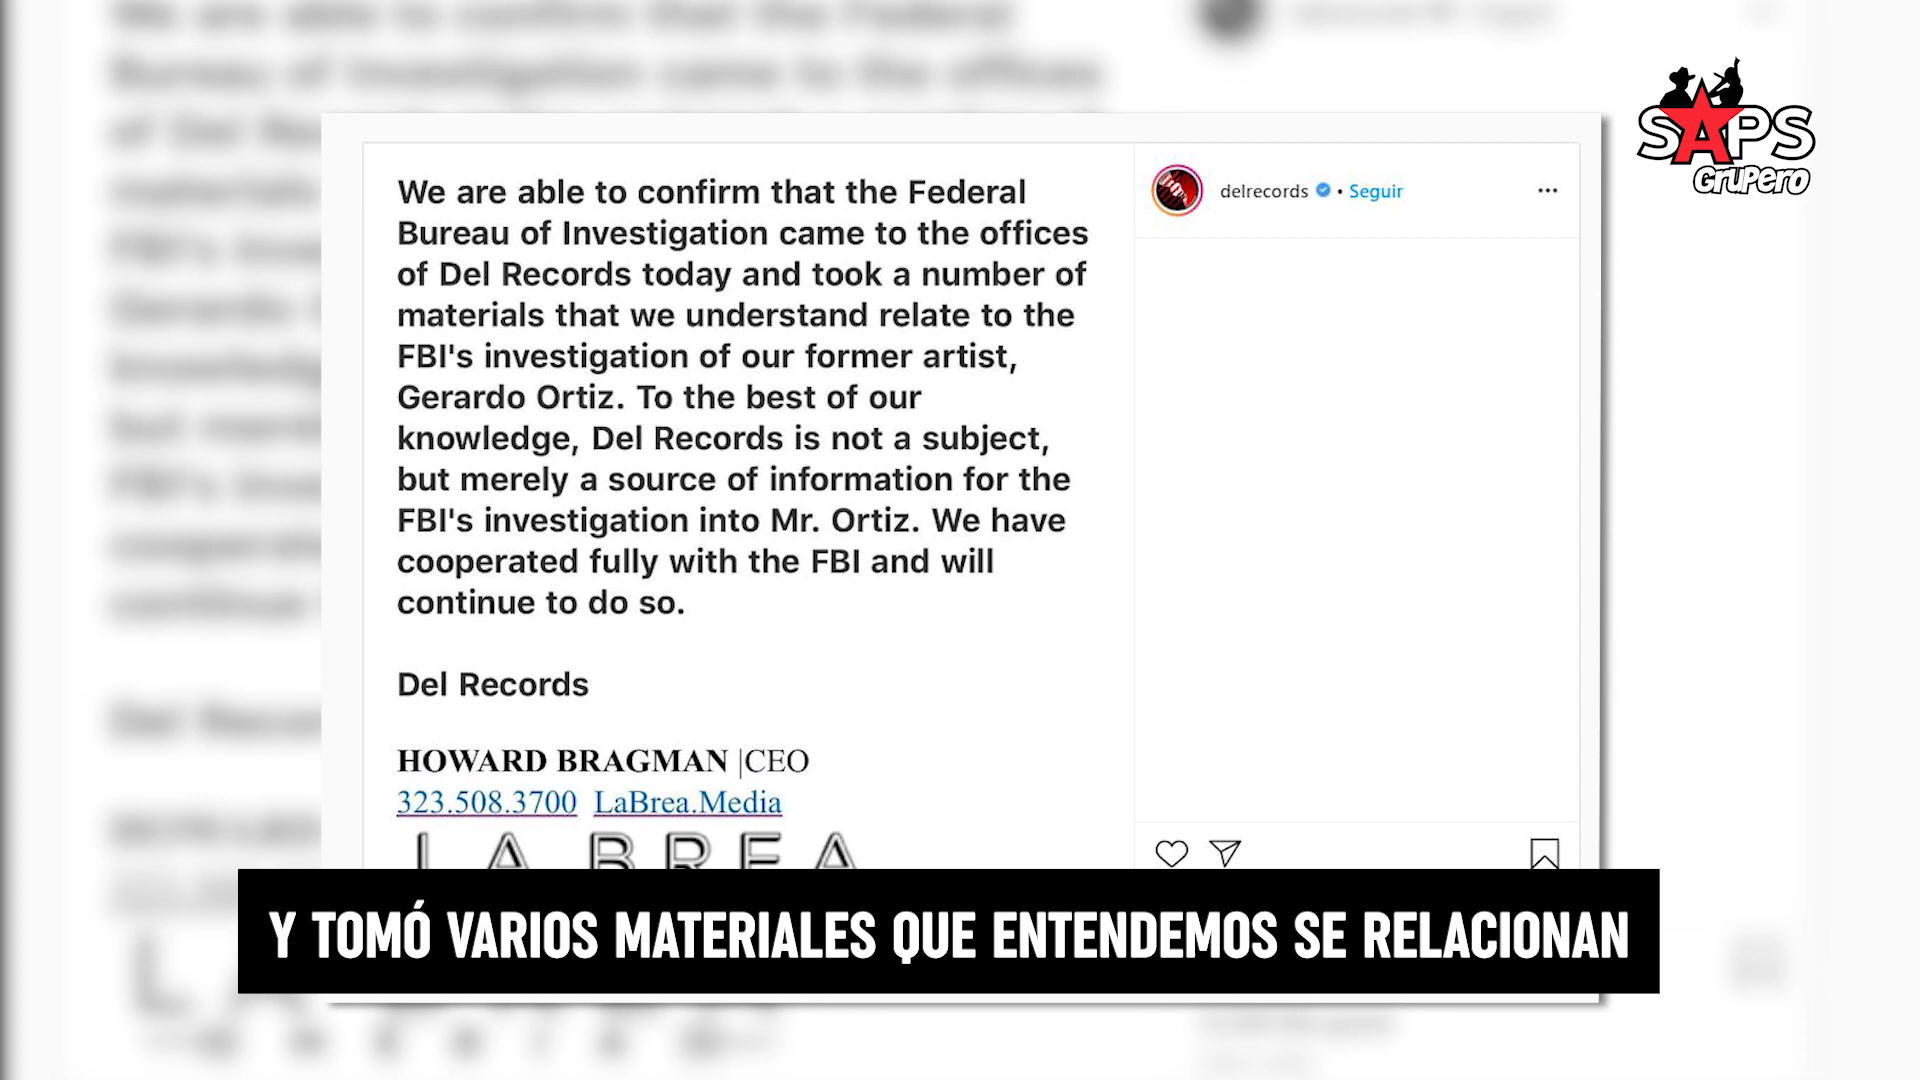 We are able to confirm that the Federal
Bureau of Investigation came to the offices
of Del Records today and took a number of
materials that we understand relate to the
FBI's investigation of our former artist,
Gerardo Ortiz. To the best of our
knowledge, Del Records is not a subject,
but merely a source of information for the
FBI's investigation into Mr. Ortiz. We have
cooperated fully with the FBI and will
continue to do so.
Del Records
HOWARD BRAGMAN |CEO
323.508.3700 LaBrea.Media
LA BREA
delrecords • Seguir
SAPS
GRUPERO
Y TOMÓ VARIOS MATERIALES QUE ENTENDEMOS SE RELACIONAN